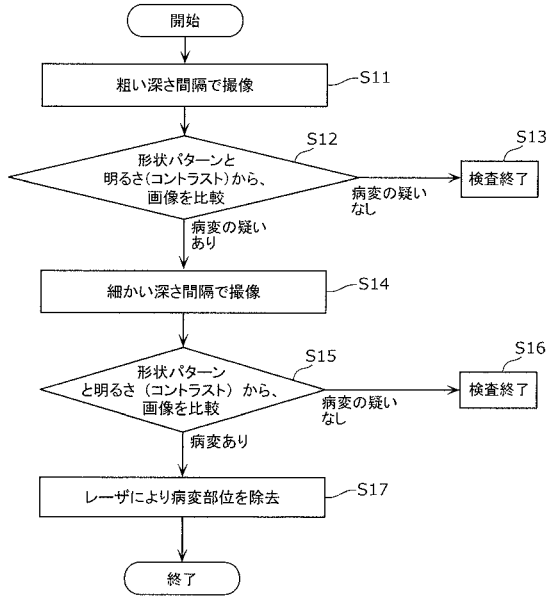 開始
粗い深さ間隔で撮像
S11
形状パターンと
明るさ(コントラスト)から、
画像を比較
S12
病変の疑い
なし
検査終了
S13
病変の疑い
あり
細かい深さ間隔で撮像
S14
形状パターン
と明るさ (コントラスト) から、
画像を比較
S15
病変の疑い
なし
検査終了
S16
病変あり
レーザにより病変部位を除去
S17
終了